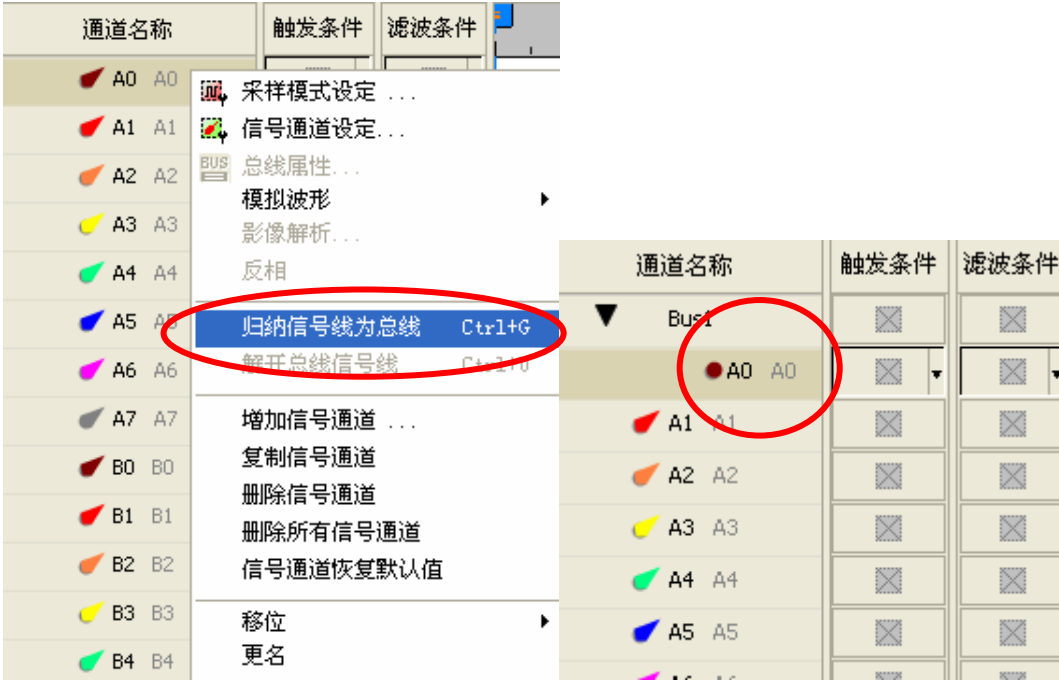 通道名称 触发条件 滤波条件
A0 A0
A1 A1
A2 A2
A3 A3
A4 A4
A5 A5
A6 A6
A7 A7
B0 B0
B1 B1
B2 B2
B3 B3
B4 B4
采样模式设定 ...
信号通道设定...
BUS 总线属性...
模拟波形
影像解析...
反相
归纳信号线为总线 Ctrl+G
解开总线信号线 Ctrl+U
增加信号通道 ...
复制信号通道
删除信号通道
删除所有信号通道
信号通道恢复默认值
移位
更名
通道名称 触发条件 滤波条件
Bus1
A0 A0
A1 A1
A2 A2
A3 A3
A4 A4
A5 A5